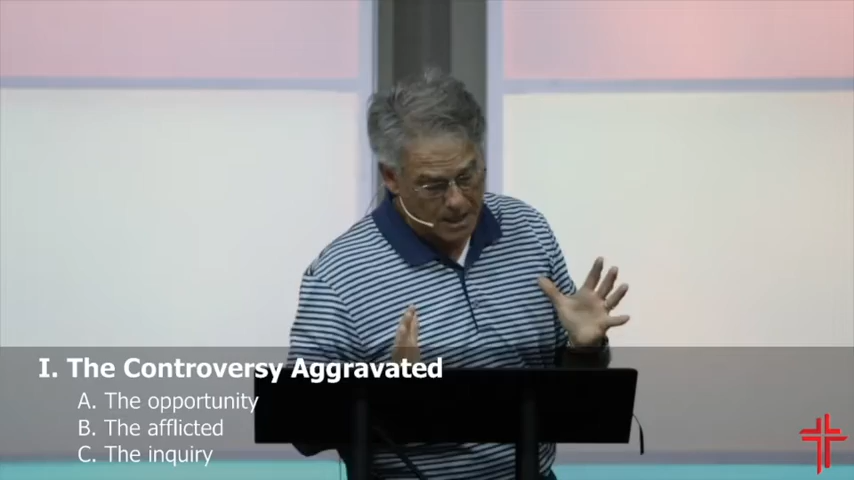 I. The Controversy Aggravated
A. The opportunity
B. The afflicted
C. The inquiry